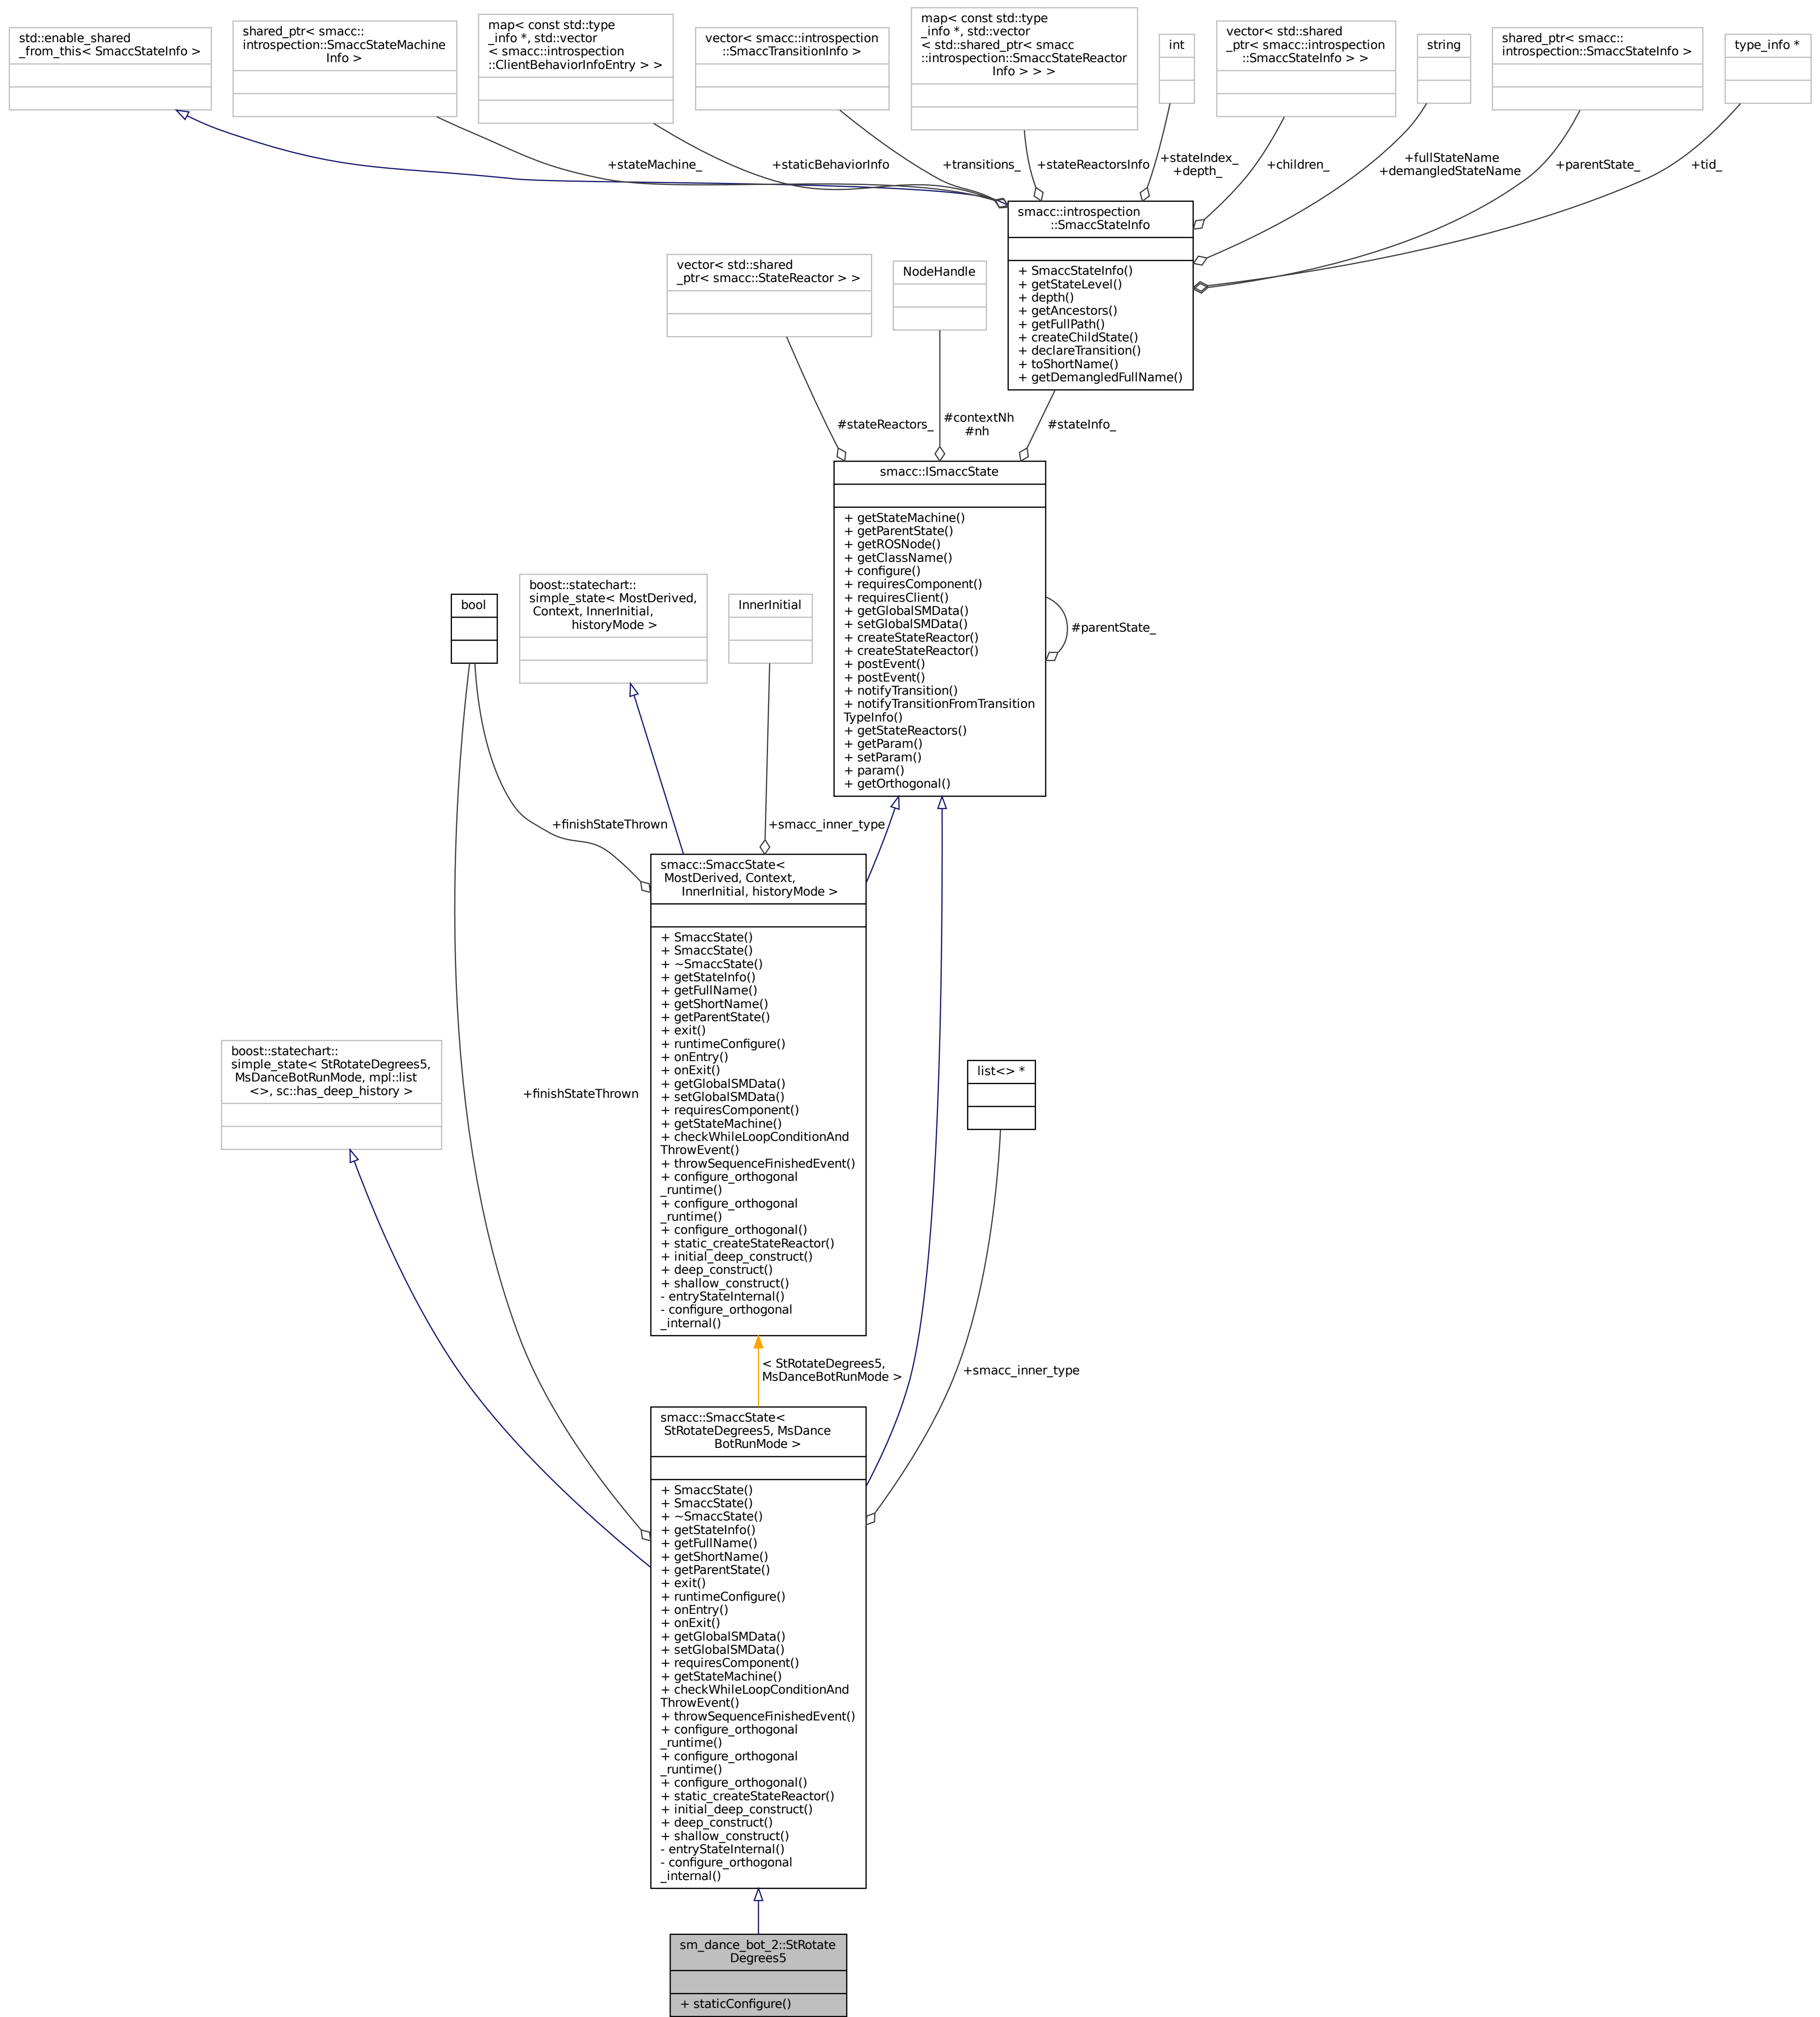 std::enable_shared
_from_this< SmaccStateInfo >
shared_ptr< smacc::
introspection::SmaccStateMachine
Info >
map< const std::type
_info *, std::vector
< smacc::introspection
::ClientBehaviorInfoEntry > >
vector< smacc::introspection
::SmaccTransitionInfo >
map< const std::type
_info *, std::vector
< std::shared_ptr< smacc
::introspection::SmaccStateReactor
Info > > >
int
vector< std::shared
_ptr< smacc::introspection
::SmaccStateInfo > >
string
shared_ptr< smacc::
introspection::SmaccStateInfo >
type_info *
+stateMachine_
+staticBehaviorInfo
+transitions_
+stateReactorsInfo
+stateIndex_
+depth_
+children_
+fullStateName
+demangledStateName
+parentState_
+tid_
smacc::introspection
::SmaccStateInfo
+ SmaccStateInfo()
+ getStateLevel()
+ depth()
+ getAncestors()
+ getFullPath()
+ createChildState()
+ declareTransition()
+ toShortName()
+ getDemangledFullName()
vector< std::shared
_ptr< smacc::StateReactor > >
NodeHandle
#stateReactors_
#contextNh
#nh
#stateInfo_
smacc::ISmaccState
+ getStateMachine()
+ getParentState()
+ getROSNode()
+ getClassName()
+ configure()
+ requiresComponent()
+ requiresClient()
+ getGlobalSMData()
+ setGlobalSMData()
+ createStateReactor()
+ createStateReactor()
+ postEvent()
+ postEvent()
+ notifyTransition()
+ notifyTransitionFromTransition
TypeInfo()
+ getStateReactors()
+ getParam()
+ setParam()
+ param()
+ getOrthogonal()
#parentState_
bool
boost::statechart::
simple_state< MostDerived,
Context, InnerInitial,
historyMode >
InnerInitial
+finishStateThrown
+smacc_inner_type
smacc::SmaccState<
MostDerived, Context,
InnerInitial, historyMode >
+ SmaccState()
+ SmaccState()
+ ~SmaccState()
+ getStateInfo()
+ getFullName()
+ getShortName()
+ getParentState()
+ exit()
+ runtimeConfigure()
+ onEntry()
+ onExit()
+ getGlobalSMData()
+ setGlobalSMData()
+ requiresComponent()
+ getStateMachine()
+ checkWhileLoopConditionAnd
ThrowEvent()
+ throwSequenceFinishedEvent()
+ configure_orthogonal
_runtime()
+ configure_orthogonal
_runtime()
+ configure_orthogonal()
+ static_createStateReactor()
+ initial_deep_construct()
+ deep_construct()
+ shallow_construct()
- entryStateInternal()
- configure_orthogonal
_internal()
boost::statechart::
simple_state< StRotateDegrees5,
MsDanceBotRunMode, mpl::list
<>, sc::has_deep_history >
+finishStateThrown
list<> *
< StRotateDegrees5,
MsDanceBotRunMode >
+smacc_inner_type
smacc::SmaccState<
StRotateDegrees5, MsDance
BotRunMode >
+ SmaccState()
+ SmaccState()
+ ~SmaccState()
+ getStateInfo()
+ getFullName()
+ getShortName()
+ getParentState()
+ exit()
+ runtimeConfigure()
+ onEntry()
+ onExit()
+ getGlobalSMData()
+ setGlobalSMData()
+ requiresComponent()
+ getStateMachine()
+ checkWhileLoopConditionAnd
ThrowEvent()
+ throwSequenceFinishedEvent()
+ configure_orthogonal
_runtime()
+ configure_orthogonal
_runtime()
+ configure_orthogonal()
+ static_createStateReactor()
+ initial_deep_construct()
+ deep_construct()
+ shallow_construct()
- entryStateInternal()
- configure_orthogonal
_internal()
sm_dance_bot_2::StRotate
Degrees5
+ staticConfigure()